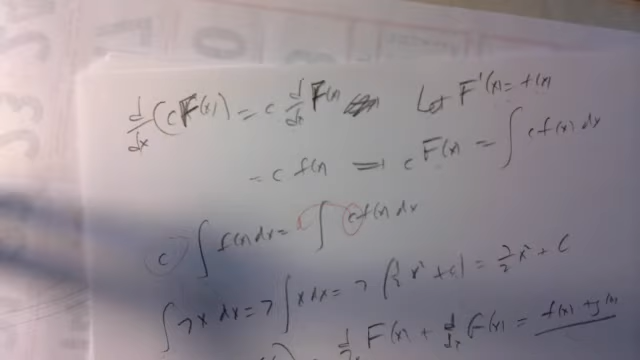 d/dx (c F(x)) = c d/dx F(x) Let F'(x) = f(x)
= c f(x) ⟹ c F(x) = ∫ c f(x) dx
c ∫ f(x) dx = ∫ c f(x) dx
∫ 7x dx = 7 ∫ x dx = 7 (1/2 x² + C) = 7/2 x² + C
d/dx F(x) + d/dx G(x) = f(x) + g(x)